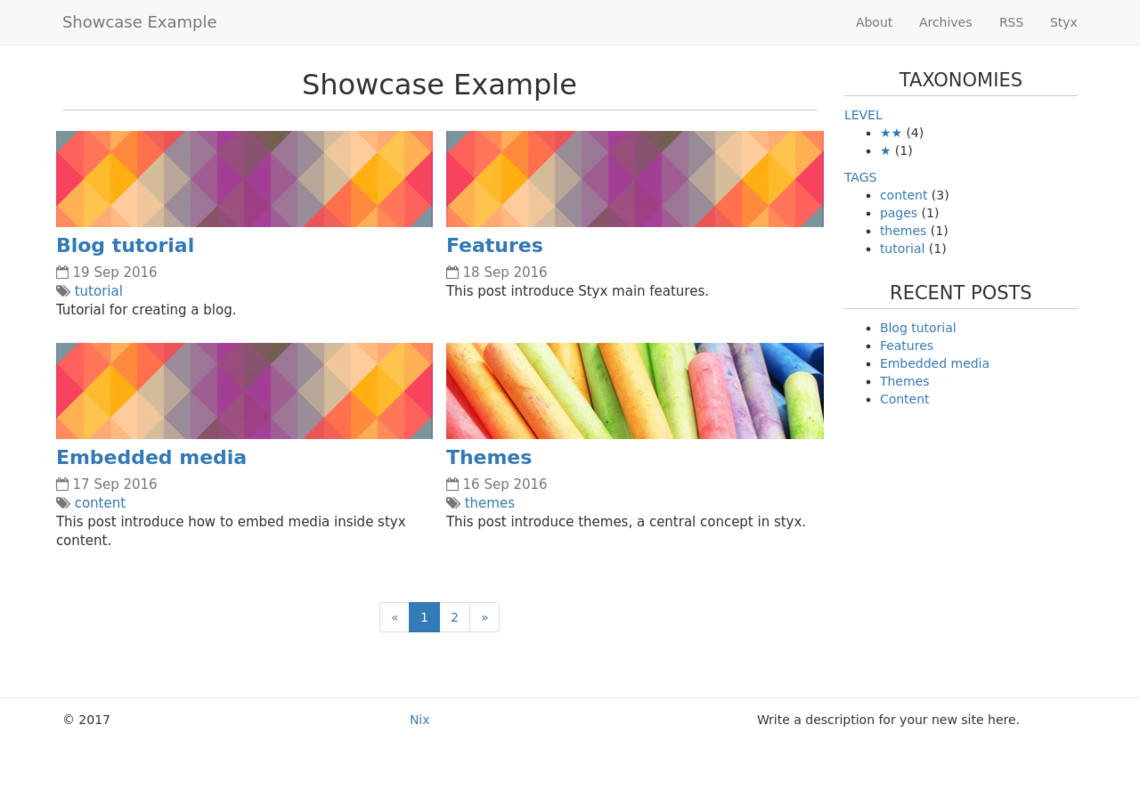 Showcase Example
About Archives RSS Styx
Showcase Example
Blog tutorial
19 Sep 2016
tutorial
Tutorial for creating a blog.
Features
18 Sep 2016
This post introduce Styx main features.
Embedded media
17 Sep 2016
content
This post introduce how to embed media inside styx
content.
Themes
16 Sep 2016
themes
This post introduce themes, a central concept in styx.
« 1 2 »
TAXONOMIES
LEVEL
★★ (4)
★ (1)
TAGS
content (3)
pages (1)
themes (1)
tutorial (1)
RECENT POSTS
Blog tutorial
Features
Embedded media
Themes
Content
© 2017
Nix
Write a description for your new site here.